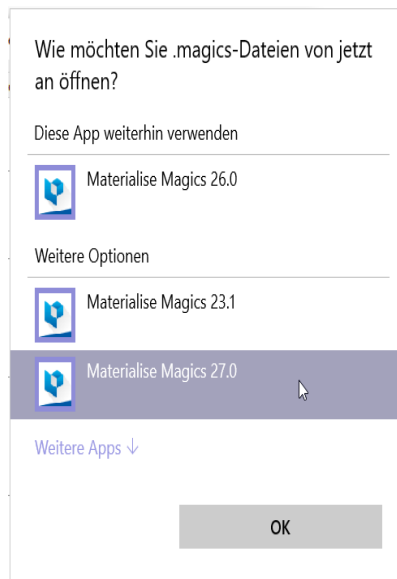 Wie möchten Sie .magics-Dateien von jetzt
an öffnen?
Diese App weiterhin verwenden
Materialise Magics 26.0
Weitere Optionen
Materialise Magics 23.1
Materialise Magics 27.0
Weitere Apps ↓
OK